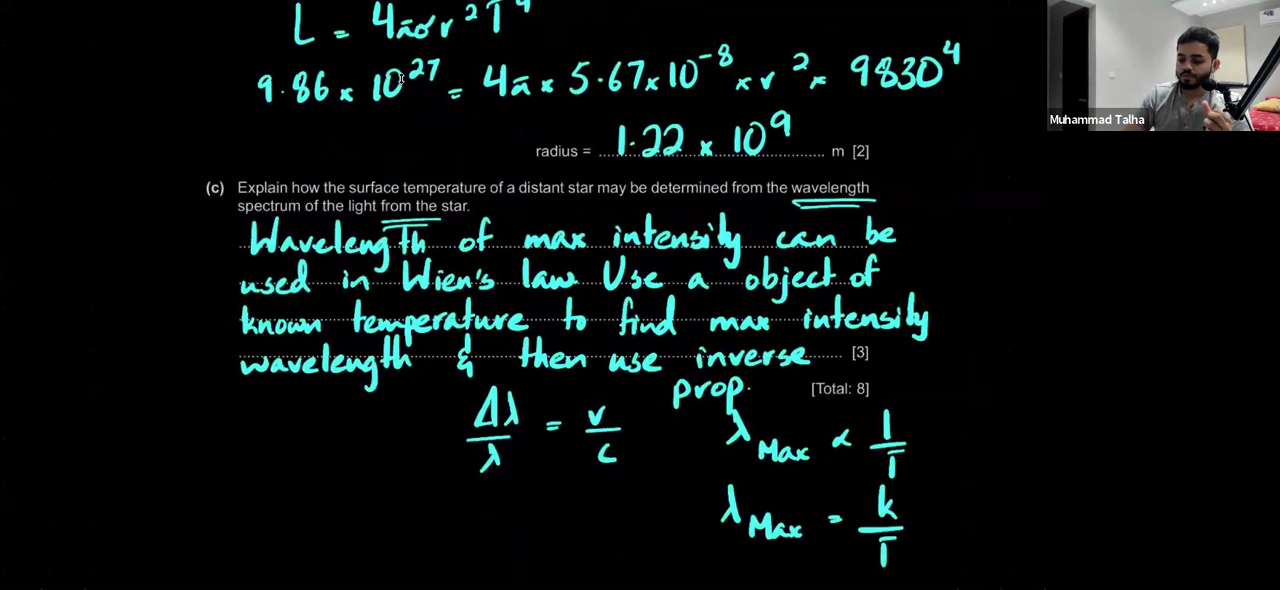 L = 4πσr²T⁴
Muhammad Talha
9.86 × 10²⁷ = 4π × 5.67 × 10⁻⁸ × r² × 9830⁴
radius = 1.22 × 10⁹ m [2]
(c) Explain how the surface temperature of a distant star may be determined from the wavelength
spectrum of the light from the star.
Wavelength of max intensity can be
used in Wien's law. Use a object of
known temperature to find max intensity
wavelength & then use inverse [3]
prop. [Total: 8]
Δλ/λ = v/c
λMax ∝ 1/T
λMax = k/T